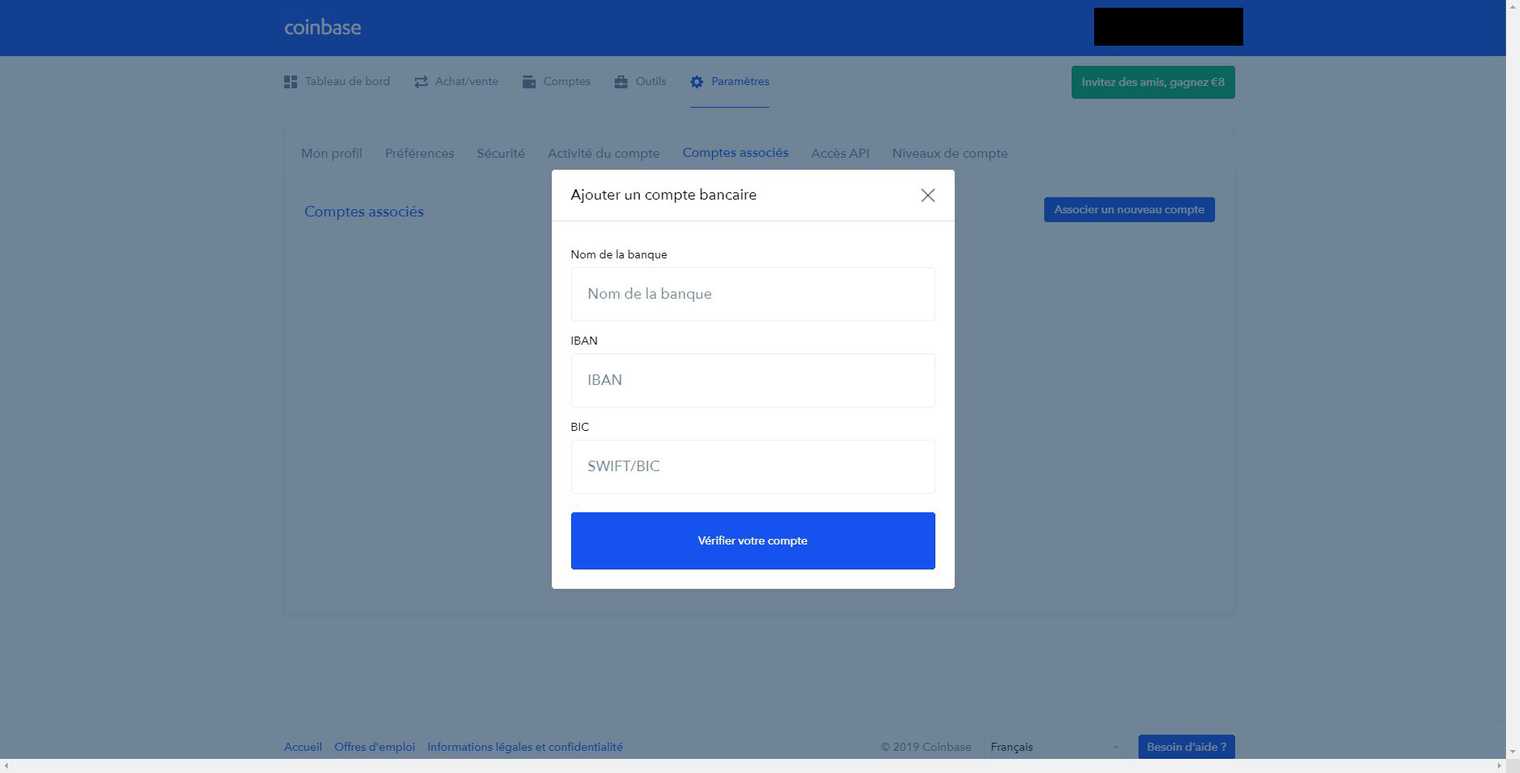 coinbase
Tableau de bord Achat/vente Comptes Outils Paramètres Invitez des amis, gagnez €8
Mon profil Préférences Sécurité Activité du compte Comptes associés Accès API Niveaux de compte
Ajouter un compte bancaire
Comptes associés Associer un nouveau compte
Nom de la banque
Nom de la banque
IBAN
IBAN
BIC
SWIFT/BIC
Vérifier votre compte
Accueil Offres d'emploi Informations légales et confidentialité © 2019 Coinbase Français Besoin d'aide ?